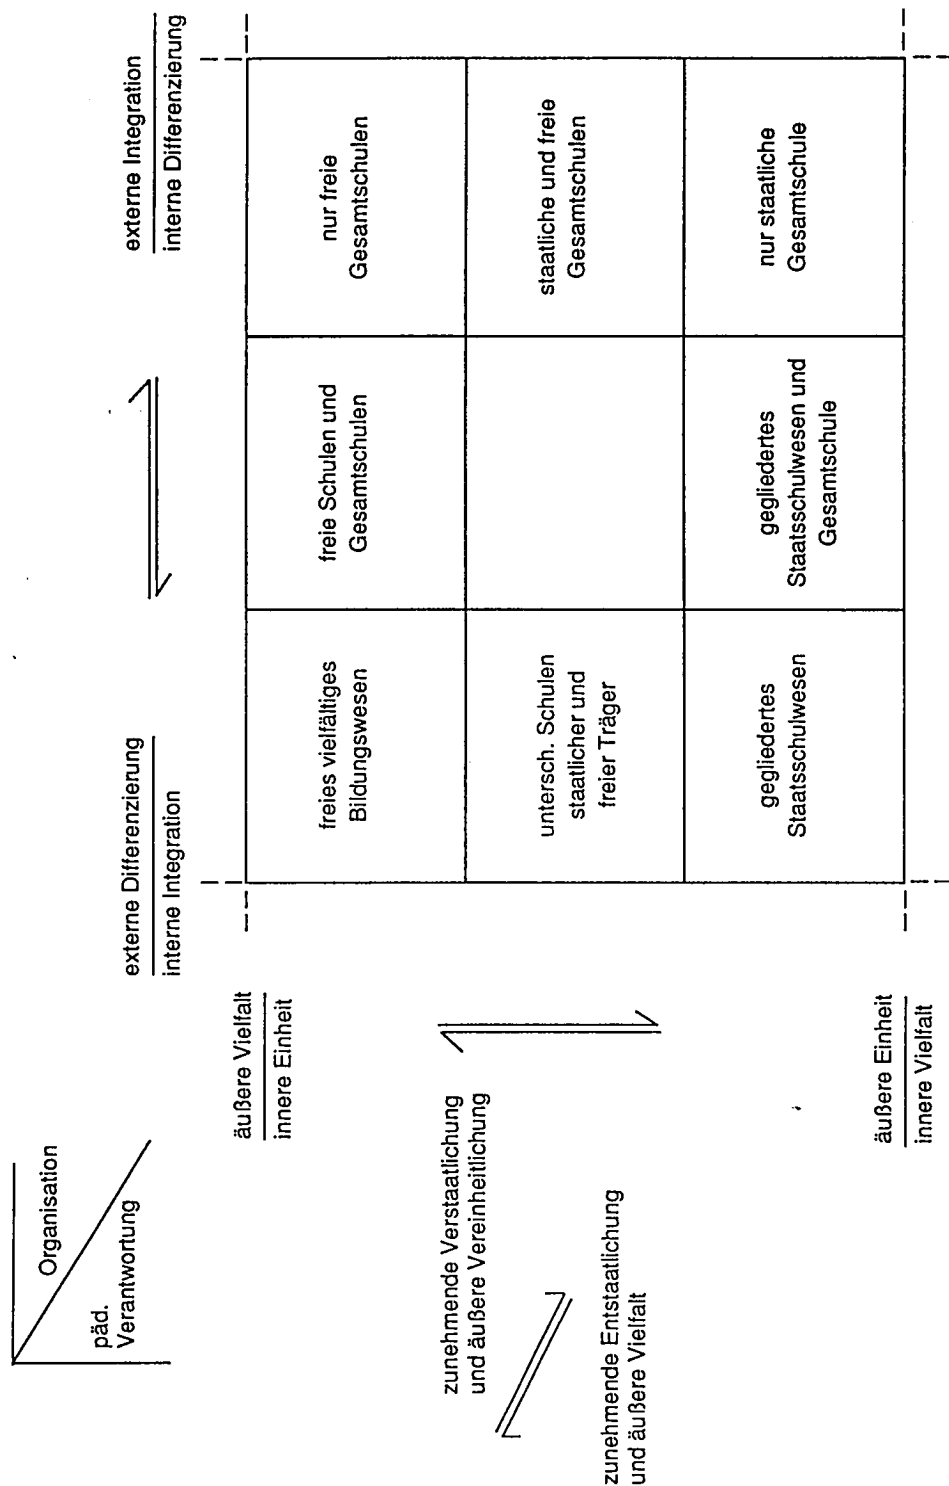 Organisation
päd.
Verantwortung
externe Differenzierung
interne Integration
externe Integration
interne Differenzierung
äußere Vielfalt
innere Einheit
freies vielfältiges
Bildungswesen
freie Schulen und
Gesamtschulen
nur freie
Gesamtschulen
zunehmende Verstaatlichung
und äußere Vereinheitlichung
zunehmende Entstaatlichung
und äußere Vielfalt
untersch. Schulen
staatlicher und
freier Träger
staatliche und freie
Gesamtschulen
äußere Einheit
innere Vielfalt
gegliedertes
Staatsschulwesen
gegliedertes
Staatsschulwesen und
Gesamtschule
nur staatliche
Gesamtschule